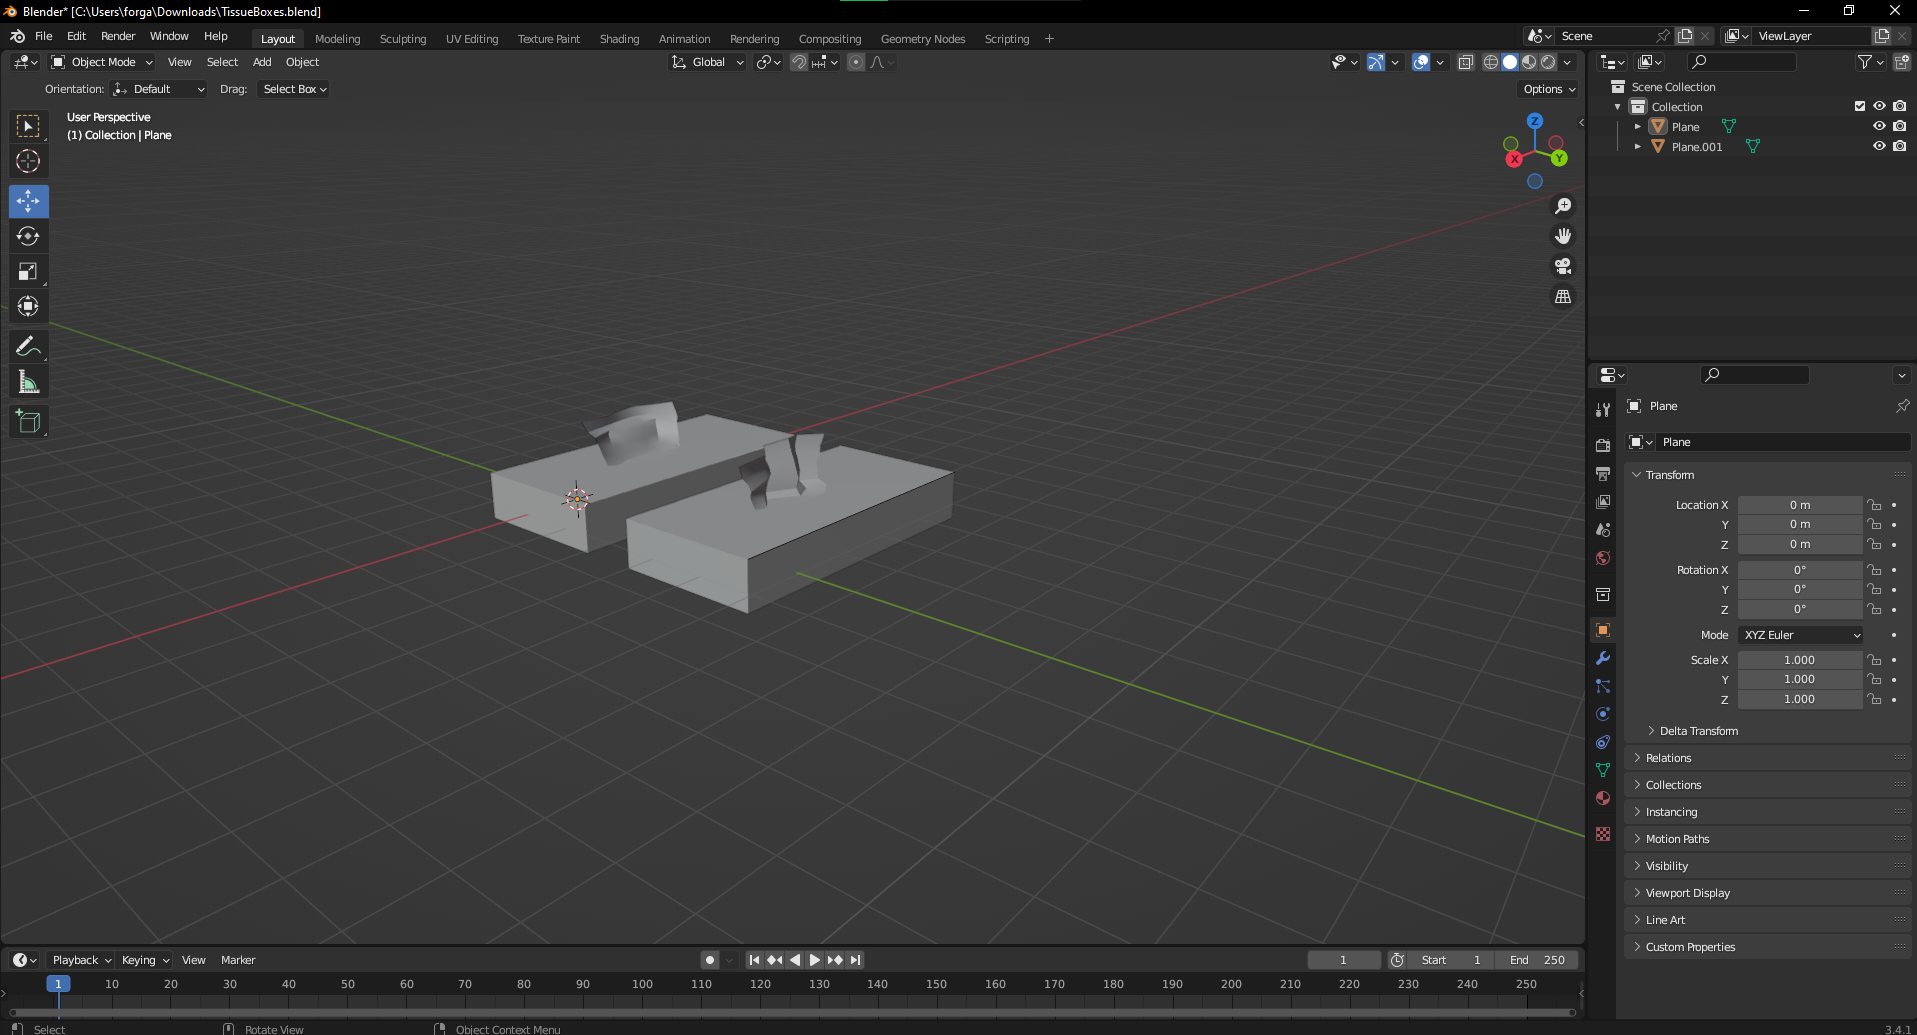 Blender* [C:\Users\forga\Downloads\TissueBoxes.blend]
File Edit Render Window Help Layout Modeling Sculpting UV Editing Texture Paint Shading Animation Rendering Compositing Geometry Nodes Scripting + Scene ViewLayer
Object Mode View Select Add Object Global
Orientation: Default Drag: Select Box Options
User Perspective
(1) Collection | Plane
Z
X
Y
Scene Collection
Collection
Plane
Plane.001
Plane
Plane
Transform
Location X 0 m
Y 0 m
Z 0 m
Rotation X 0°
Y 0°
Z 0°
Mode XYZ Euler
Scale X 1.000
Y 1.000
Z 1.000
Delta Transform
Relations
Collections
Instancing
Motion Paths
Visibility
Viewport Display
Line Art
Custom Properties
Playback Keying View Marker 1 Start 1 End 250
1 10 20 30 40 50 60 70 80 90 100 110 120 130 140 150 160 170 180 190 200 210 220 230 240 250
Select Rotate View Object Context Menu 3.4.1